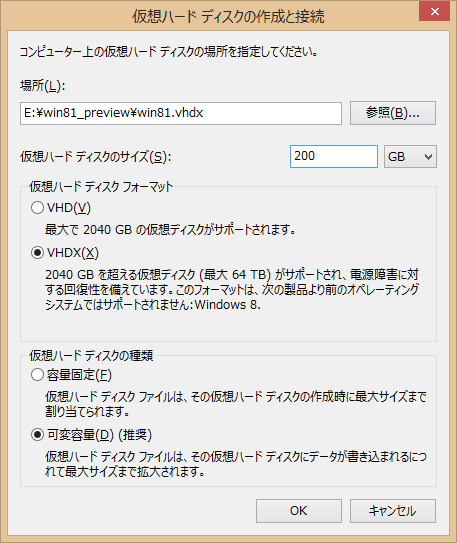 仮想ハード ディスクの作成と接続
コンピューター上の仮想ハード ディスクの場所を指定してください。
場所(L):
E:¥win81_preview¥win81.vhdx
参照(B)...
仮想ハード ディスクのサイズ(S):
200
GB
仮想ハード ディスク フォーマット
VHD(V)
最大で 2040 GB の仮想ディスクがサポートされます。
VHDX(X)
2040 GB を超える仮想ディスク (最大 64 TB) がサポートされ、電源障害に対
する回復性を備えています。このフォーマットは、次の製品より前のオペレーティング
システムではサポートされません:Windows 8.
仮想ハード ディスクの種類
容量固定(F)
仮想ハード ディスク ファイルは、その仮想ハード ディスクの作成時に最大サイズまで
割り当てられます。
可変容量(D) (推奨)
仮想ハード ディスク ファイルは、その仮想ハード ディスクにデータが書き込まれるにつ
れて最大サイズまで拡大されます。
OK
キャンセル